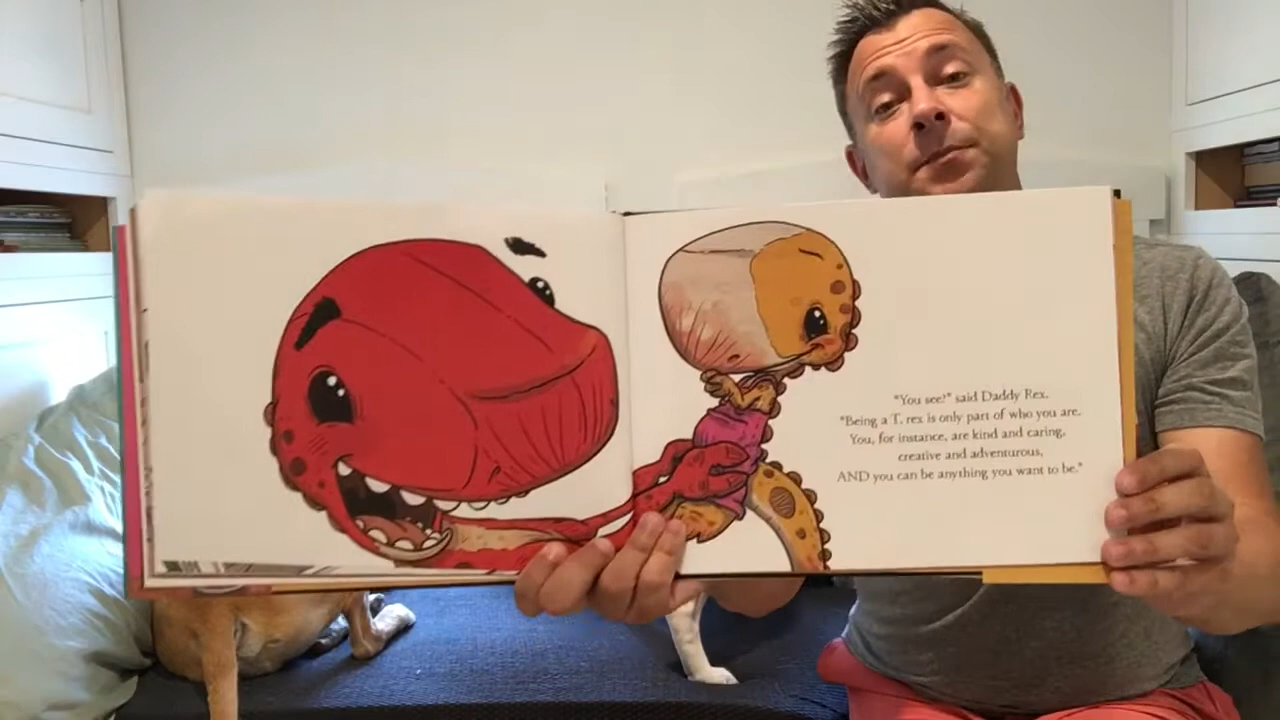 "You see?" said Daddy Rex.
"Being a T. rex is only part of who you are.
You, for instance, are kind and caring,
creative and adventurous,
AND you can be anything you want to be."